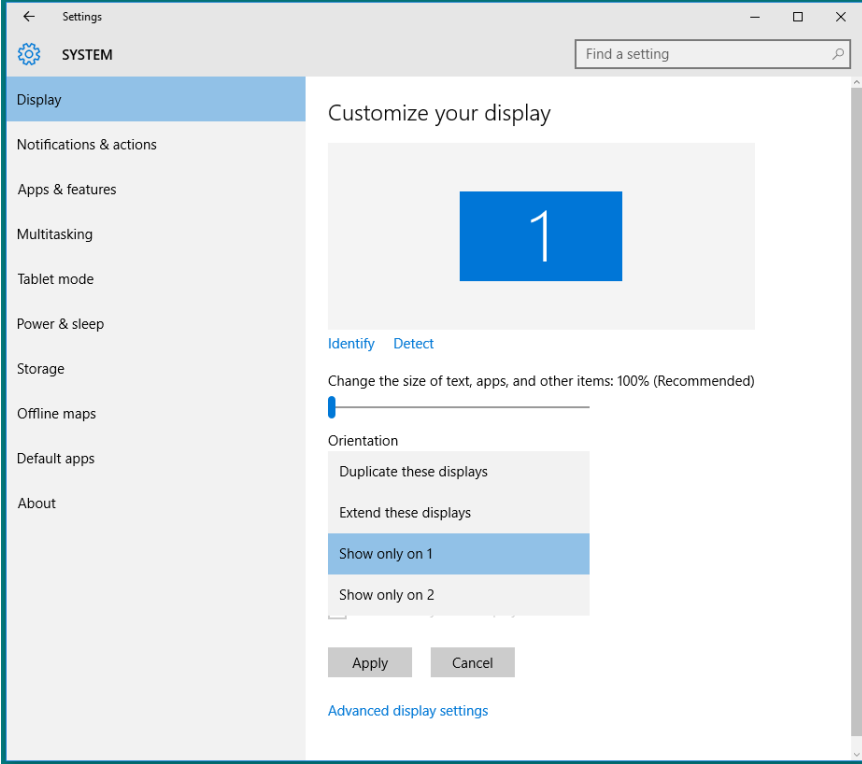 Settings
SYSTEM
Find a setting
Display
Notifications & actions
Apps & features
Multitasking
Tablet mode
Power & sleep
Storage
Offline maps
Default apps
About
Customize your display
1
Identify Detect
Change the size of text, apps, and other items: 100% (Recommended)
Orientation
Duplicate these displays
Extend these displays
Show only on 1
Show only on 2
Apply Cancel
Advanced display settings